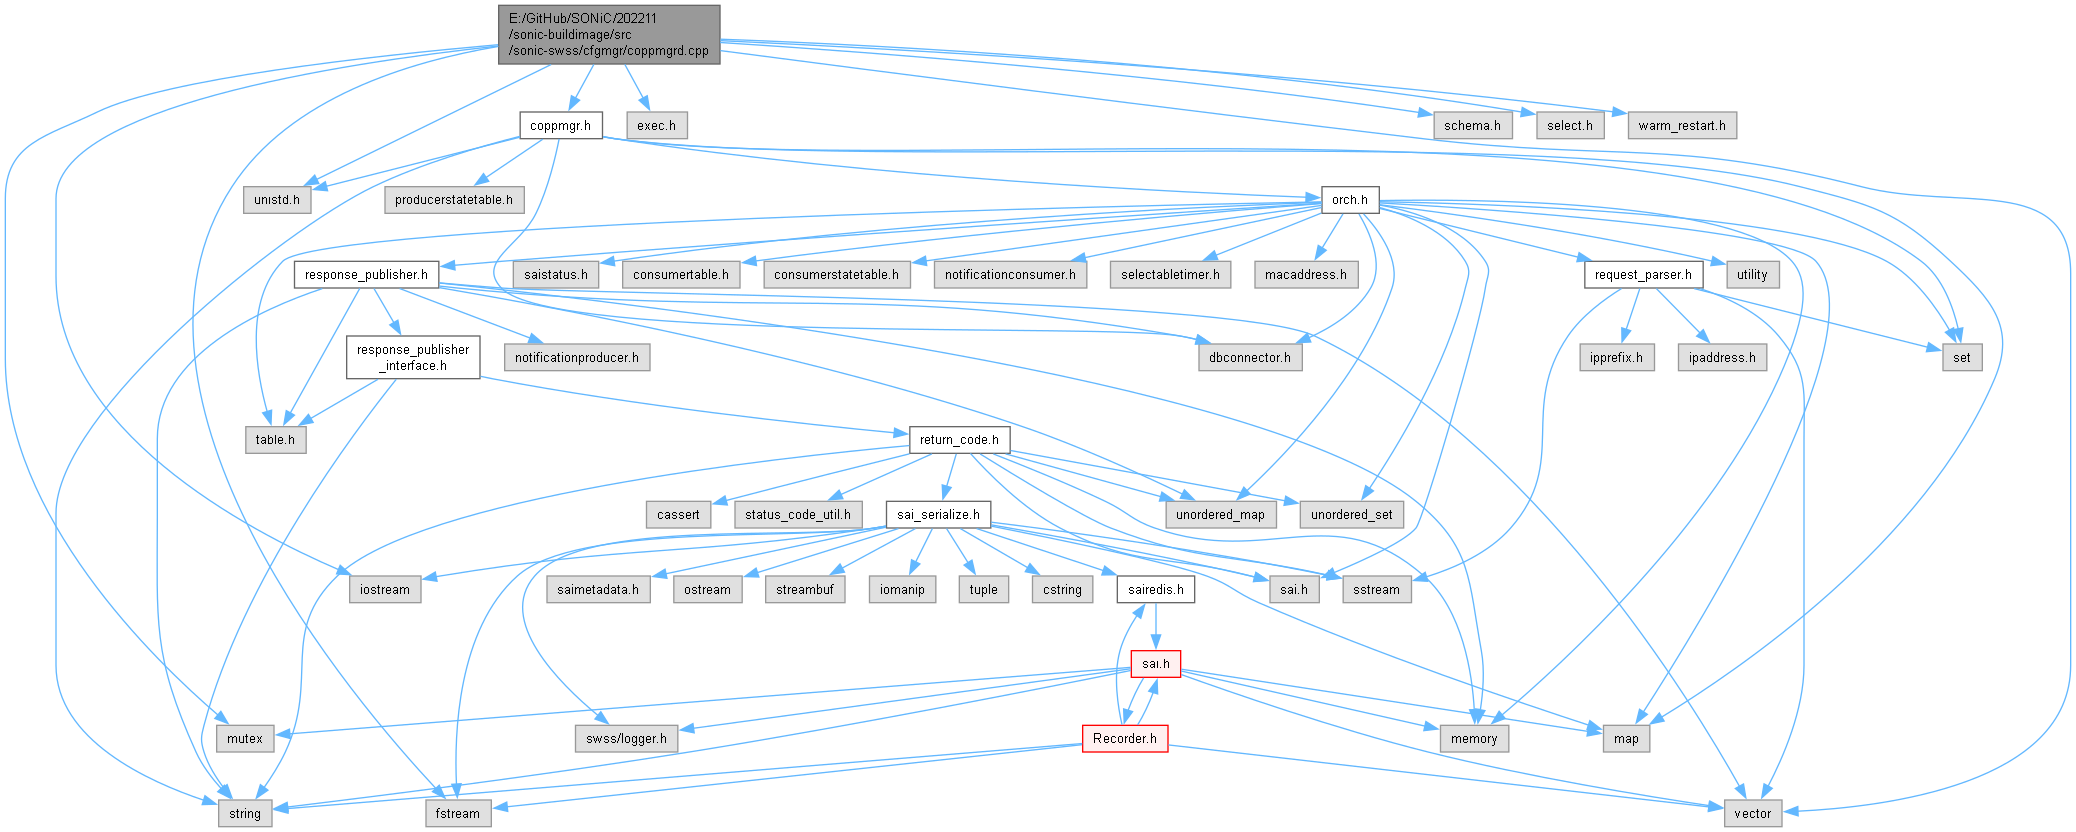 E:/GitHub/SONiC/202211
/sonic-buildimage/src
/sonic-swss/cfgmgr/coppmgrd.cpp
coppmgr.h
exec.h
schema.h
select.h
warm_restart.h
unistd.h
producerstatetable.h
orch.h
response_publisher.h
saistatus.h
consumertable.h
consumerstatetable.h
notificationconsumer.h
selectabletimer.h
macaddress.h
request_parser.h
utility
response_publisher
_interface.h
notificationproducer.h
dbconnector.h
ipprefix.h
ipaddress.h
set
table.h
return_code.h
cassert
status_code_util.h
sai_serialize.h
unordered_map
unordered_set
iostream
saimetadata.h
ostream
streambuf
iomanip
tuple
cstring
sairedis.h
sai.h
sstream
sai.h
mutex
swss/logger.h
Recorder.h
memory
map
string
fstream
vector